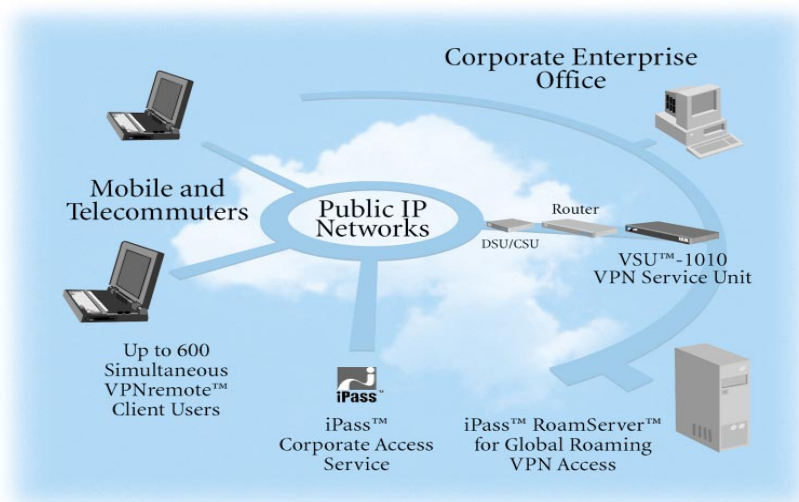 Corporate Enterprise
Office
Mobile and
Telecommuters
Public IP
Networks
DSU/CSU
Router
VSU™-1010
VPN Service Unit
Up to 600
Simultaneous
VPNremote™
Client Users
iPass™
iPass™
Corporate Access
Service
iPass™ RoamServer™
for Global Roaming
VPN Access